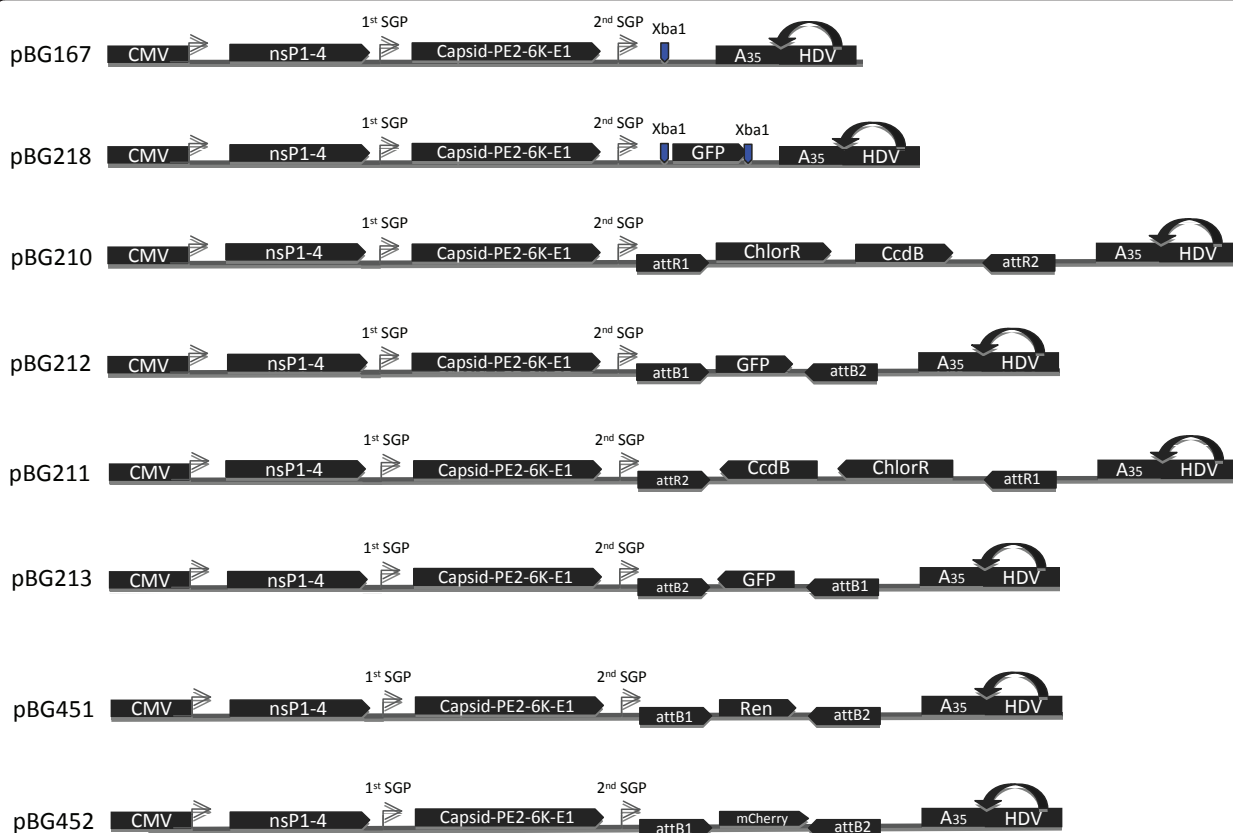 1st SGP 2nd SGP Xba1
pBG167 CMV nsP1-4 Capsid-PE2-6K-E1 A35 HDV
1st SGP 2nd SGP Xba1 Xba1
pBG218 CMV nsP1-4 Capsid-PE2-6K-E1 GFP A35 HDV
1st SGP 2nd SGP
pBG210 CMV nsP1-4 Capsid-PE2-6K-E1 attR1 ChlorR CcdB attR2 A35 HDV
1st SGP 2nd SGP
pBG212 CMV nsP1-4 Capsid-PE2-6K-E1 attB1 GFP attB2 A35 HDV
1st SGP 2nd SGP
pBG211 CMV nsP1-4 Capsid-PE2-6K-E1 attR2 CcdB ChlorR attR1 A35 HDV
1st SGP 2nd SGP
pBG213 CMV nsP1-4 Capsid-PE2-6K-E1 attB2 GFP attB1 A35 HDV
1st SGP 2nd SGP
pBG451 CMV nsP1-4 Capsid-PE2-6K-E1 attB1 Ren attB2 A35 HDV
1st SGP 2nd SGP
pBG452 CMV nsP1-4 Capsid-PE2-6K-E1 attB1 mCherry attB2 A35 HDV